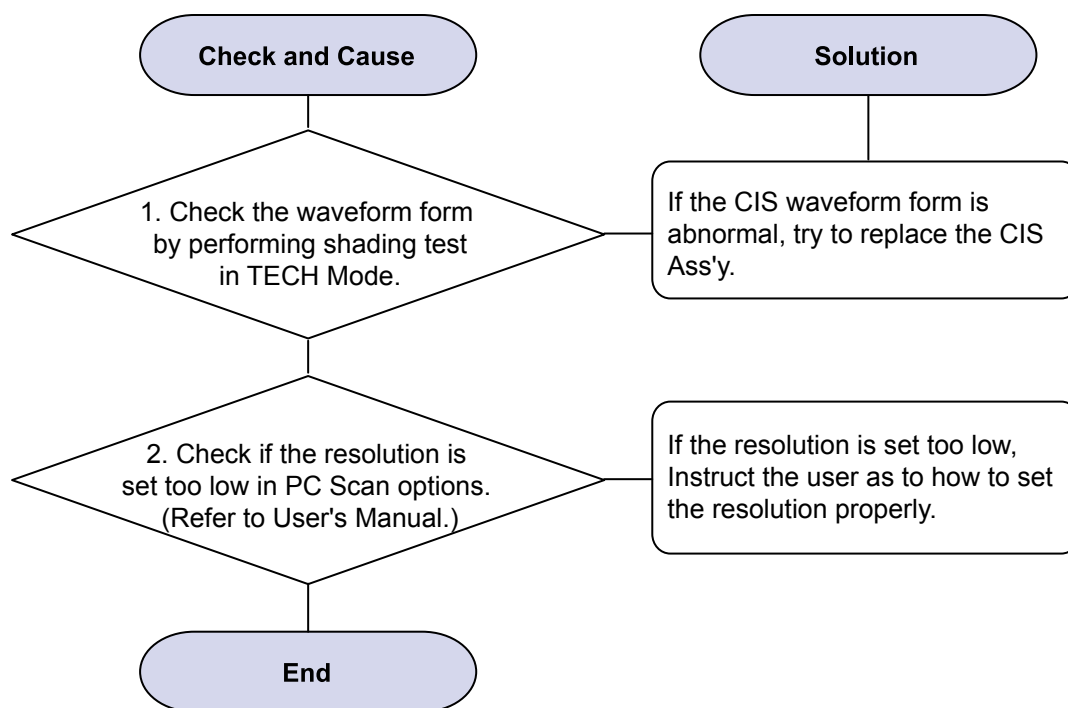 Check and Cause
Solution
1. Check the waveform form
by performing shading test
in TECH Mode.
If the CIS waveform form is
abnormal, try to replace the CIS
Ass'y.
2. Check if the resolution is
set too low in PC Scan options.
(Refer to User's Manual.)
If the resolution is set too low,
Instruct the user as to how to set
the resolution properly.
End